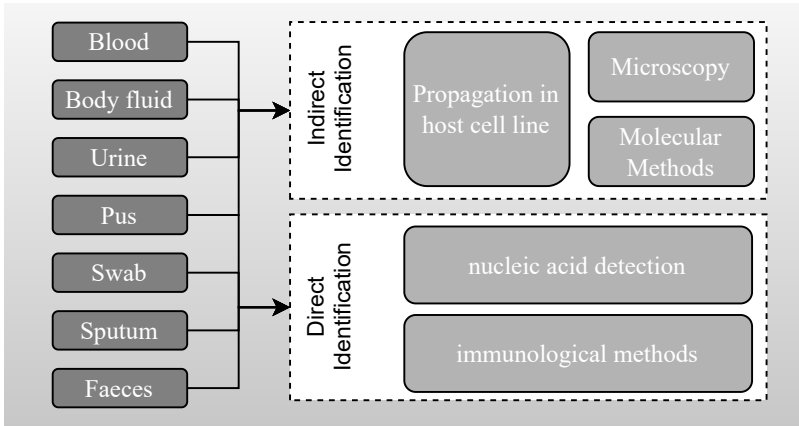 Blood
Body fluid
Urine
Pus
Swab
Sputum
Faeces
Indirect
Identification
Propagation in
host cell line
Microscopy
Molecular
Methods
Direct
Identification
nucleic acid detection
immunological methods